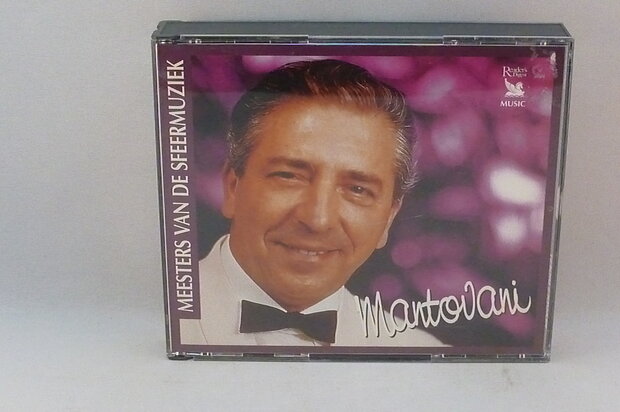 MEESTERS VAN DE SFEERMUZIEK
Reader's
Digest
MUSIC
Mantovani